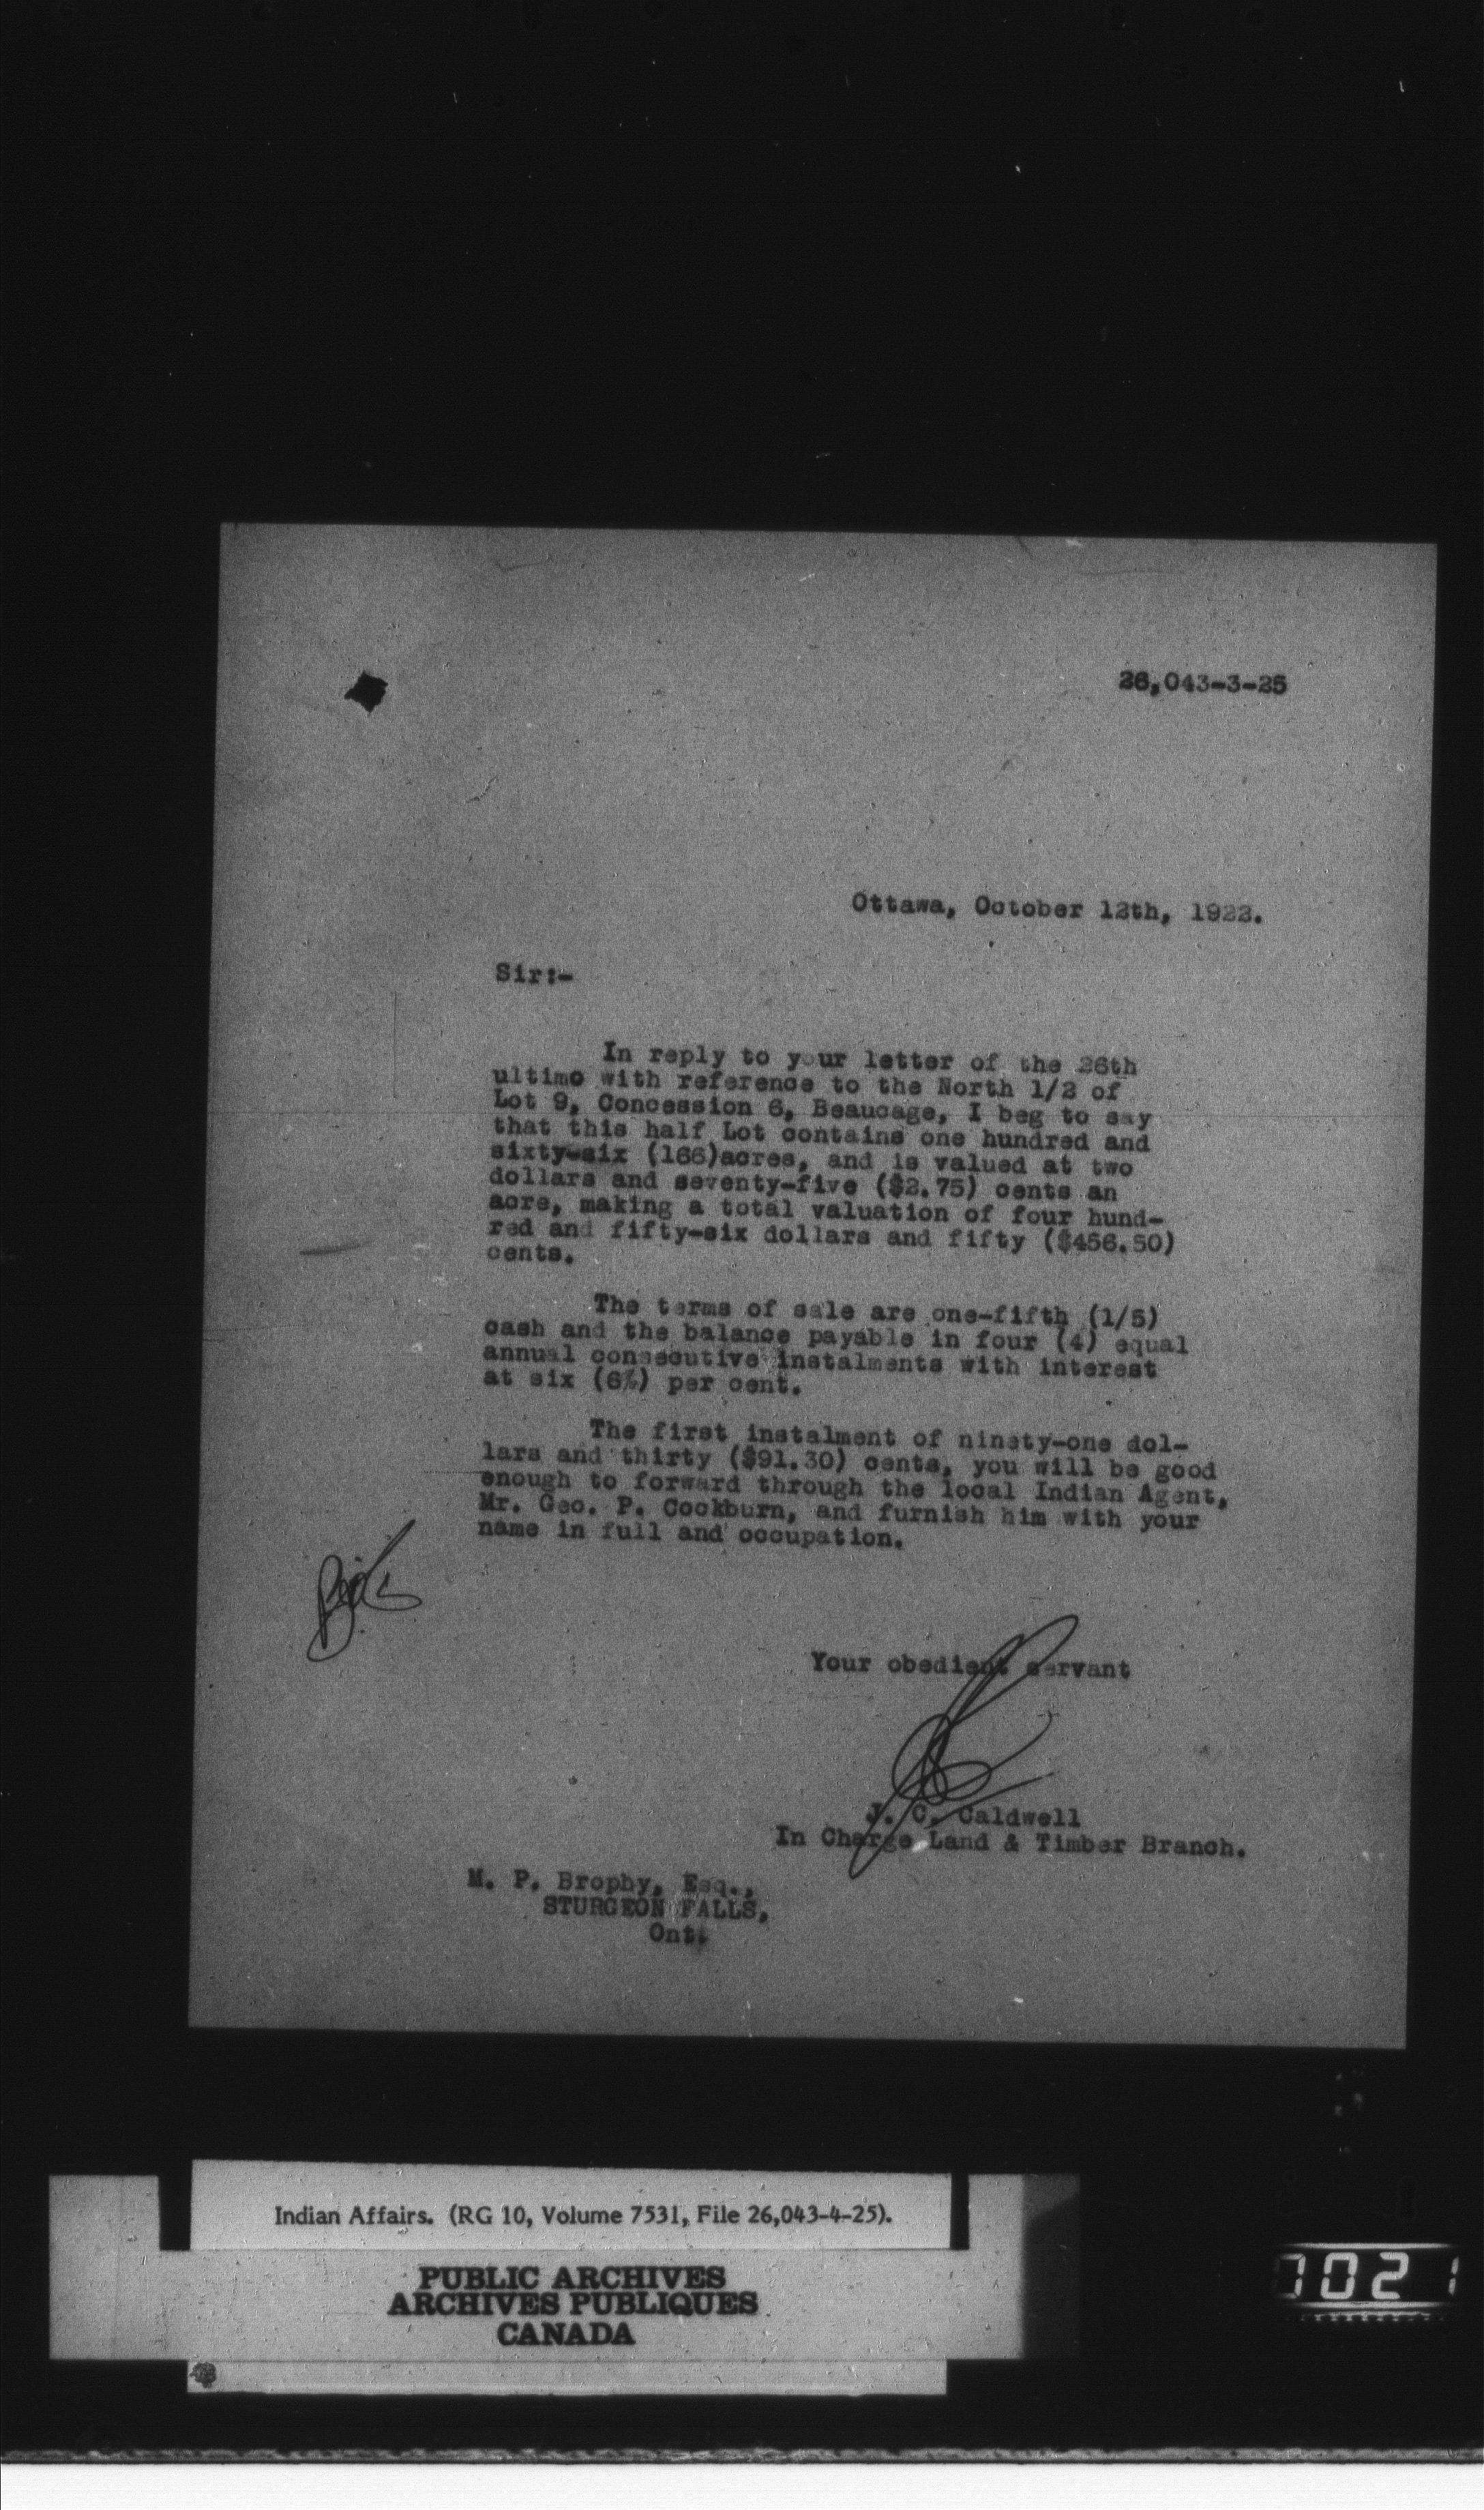 26,043-3-25
Ottawa, October 12th, 1922.
Sir:-
In reply to your letter of the 26th
ultimo with reference to the North 1/2 of
Lot 9, Concession 6, Beaucage, I beg to say
that this half Lot contains one hundred and
sixty-six (166)acres, and is valued at two
dollars and seventy-five ($2.75) cents an
acre, making a total valuation of four hund-
red and fifty-six dollars and fifty ($456.50)
cents.
The terms of sale are one-fifth (1/5)
cash and the balance payable in four (4) equal
annual consecutive instalments with interest
at six (6%) per cent.
The first instalment of ninety-one dol-
lars and thirty ($91.30) cents, you will be good
enough to forward through the local Indian Agent,
Mr. Geo. P. Cockburn, and furnish him with your
name in full and occupation.
Your obedient servant
J. C. Caldwell
In Charge Land & Timber Branch.
M. P. Brophy, Esq.,
STURGEON FALLS,
Ont.
Indian Affairs. (RG 10, Volume 7531, File 26,043-4-25).
PUBLIC ARCHIVES
ARCHIVES PUBLIQUES
CANADA